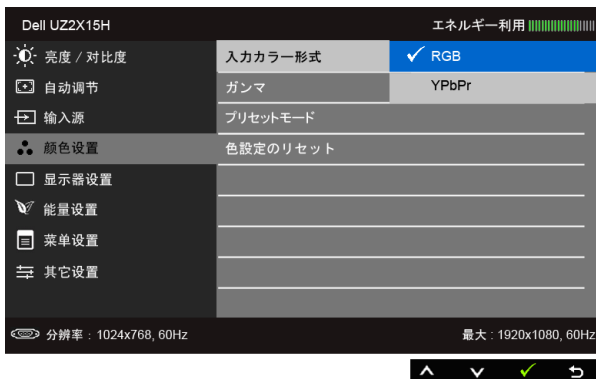 Dell UZ2X15H
エネルギー利用
亮度 / 对比度
入力カラー形式
RGB
自动调节
ガンマ
YPbPr
输入源
プリセットモード
颜色设置
色設定のリセット
显示器设置
能量设置
菜单设置
其它设置
分辨率 : 1024x768, 60Hz
最大 : 1920x1080, 60Hz